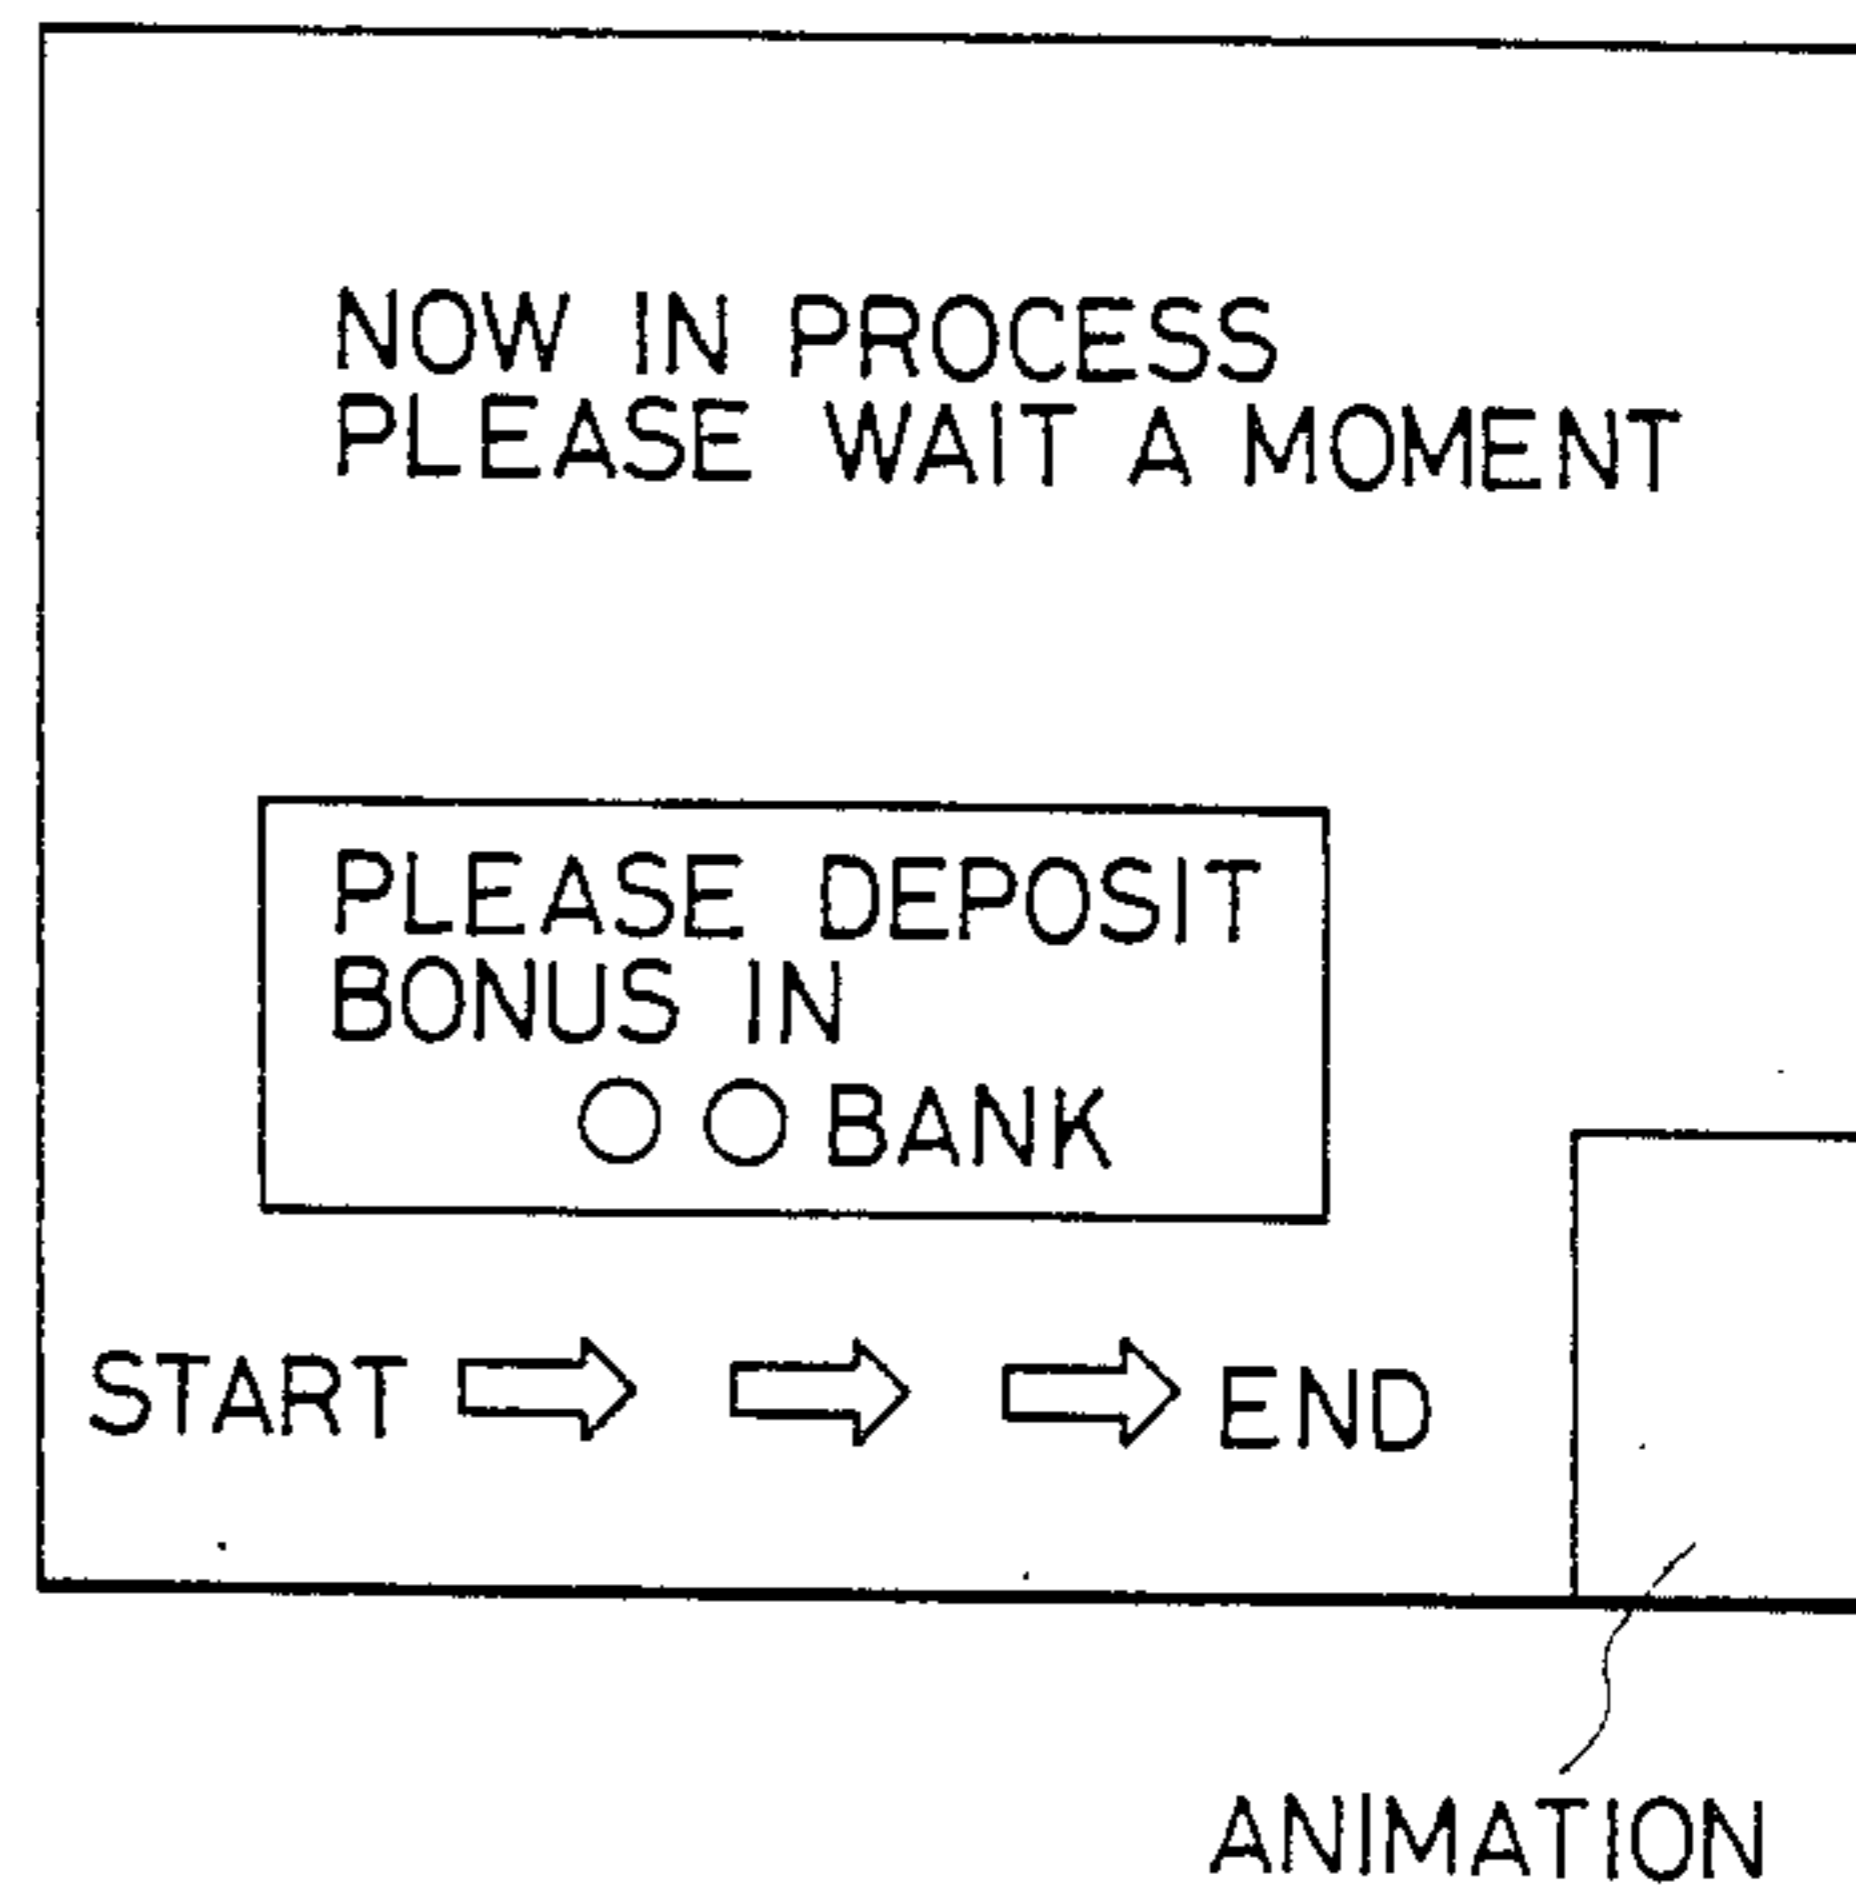 NOW IN PROCESS
PLEASE WAIT A MOMENT
PLEASE DEPOSIT
BONUS IN
○ ○ BANK
START ⇨ ⇨ ⇨ END
ANIMATION